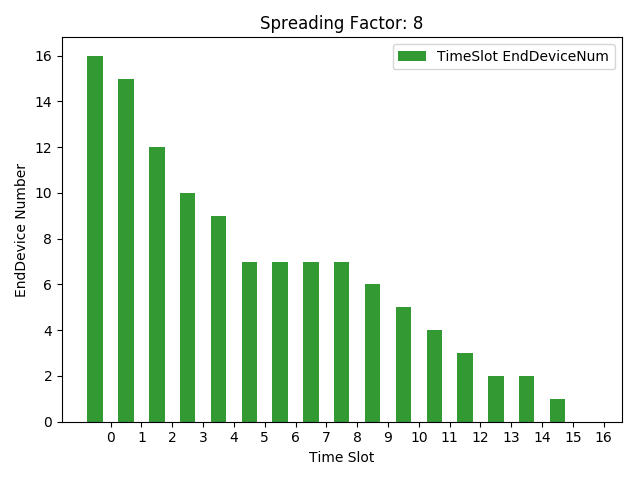 Spreading Factor: 8
TimeSlot EndDeviceNum
EndDevice Number
16
14
12
10
8
6
4
2
0
0 1 2 3 4 5 6 7 8 9 10 11 12 13 14 15 16
Time Slot